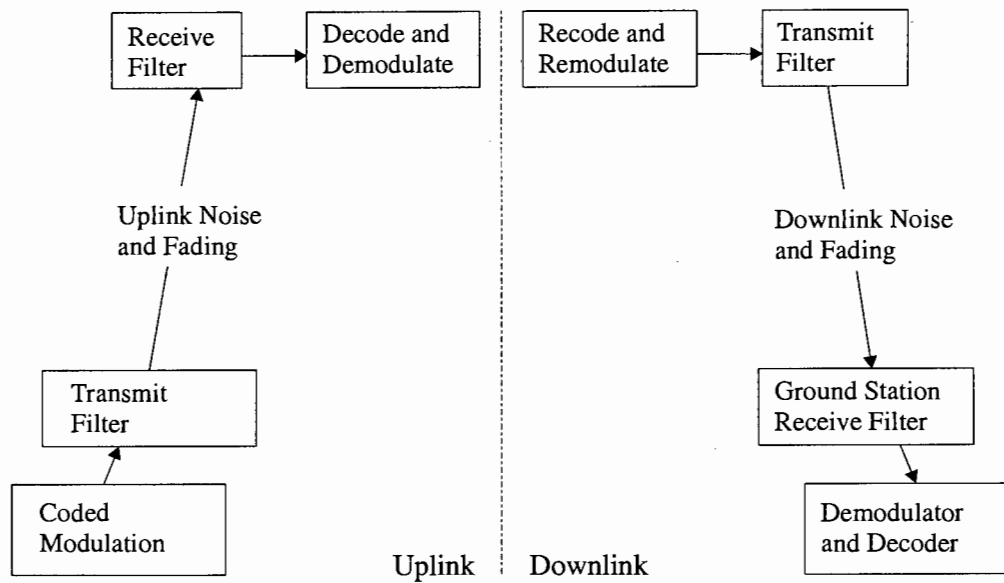 Receive
Filter
Decode and
Demodulate
Recode and
Remodulate
Transmit
Filter
Uplink Noise
and Fading
Downlink Noise
and Fading
Transmit
Filter
Ground Station
Receive Filter
Coded
Modulation
Demodulator
and Decoder
Uplink
Downlink